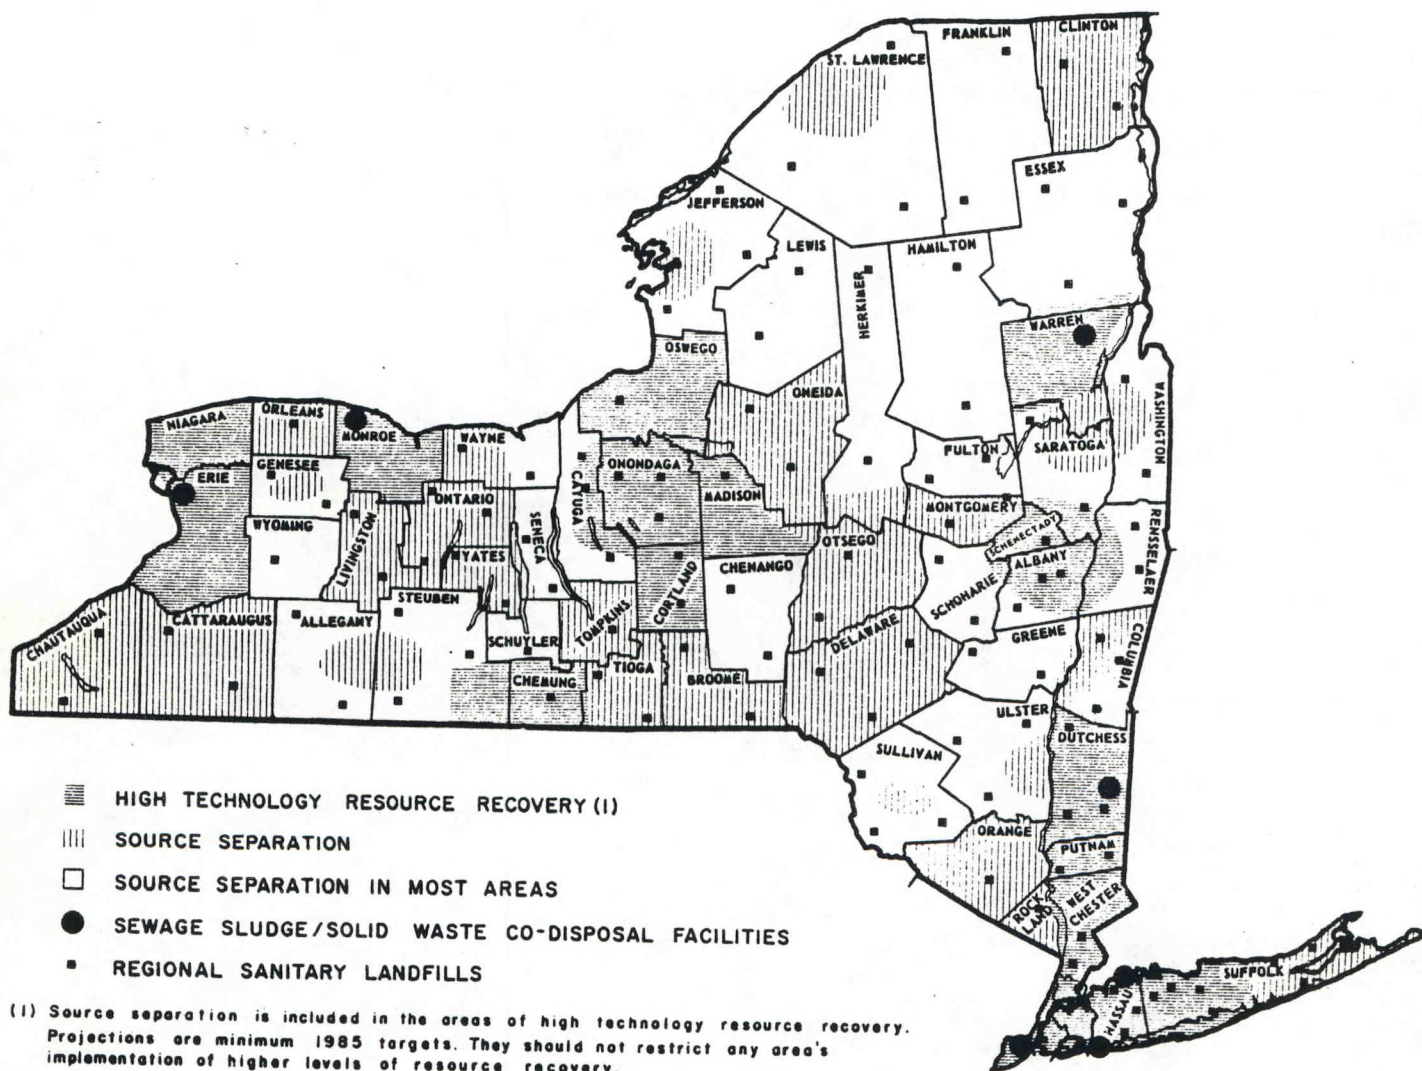 FRANKLIN
CLINTON
ST. LAWRENCE
ESSEX
JEFFERSON
LEWIS
HAMILTON
HERKIMER
WARREN
OSWEGO
ONEIDA
WASHINGTON
NIAGARA
ORLEANS
MONROE
WAYNE
FULTON
SARATOGA
GENESEE
ERIE
ONONDAGA
CAYUGA
MADISON
ONTARIO
MONTGOMERY
WYOMING
LIVINGSTON
SENECA
YATES
OTSEGO
SCHENECTADY
RENSSELAER
ALBANY
CHENANGO
CORTLAND
SCHOHARIE
STEUBEN
CHAUTAUQUA
CATTARAUGUS
ALLEGANY
SCHUYLER
TOMPKINS
DELAWARE
GREENE
COLUMBIA
CHEMUNG
TIOGA
BROOME
ULSTER
DUTCHESS
SULLIVAN
ORANGE
PUTNAM
ROCK
LAND
WEST
CHESTER
NASSAU
SUFFOLK
HIGH TECHNOLOGY RESOURCE RECOVERY (1)
SOURCE SEPARATION
SOURCE SEPARATION IN MOST AREAS
SEWAGE SLUDGE/SOLID WASTE CO-DISPOSAL FACILITIES
REGIONAL SANITARY LANDFILLS
(1) Source separation is included in the areas of high technology resource recovery.
Projections are minimum 1985 targets. They should not restrict any area's
implementation of higher levels of resource recovery.